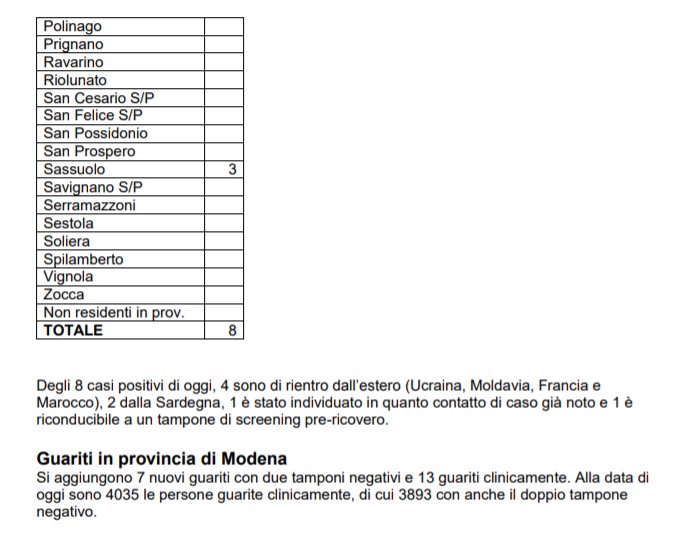 Polinago
Prignano
Ravarino
Riolunato
San Cesario S/P
San Felice S/P
San Possidonio
San Prospero
Sassuolo 3
Savignano S/P
Serramazzoni
Sestola
Soliera
Spilamberto
Vignola
Zocca
Non residenti in prov.
TOTALE 8
Degli 8 casi positivi di oggi, 4 sono di rientro dall'estero (Ucraina, Moldavia, Francia e
Marocco), 2 dalla Sardegna, 1 è stato individuato in quanto contatto di caso già noto e 1 è
riconducibile a un tampone di screening pre-ricovero.
Guariti in provincia di Modena
Si aggiungono 7 nuovi guariti con due tamponi negativi e 13 guariti clinicamente. Alla data di
oggi sono 4035 le persone guarite clinicamente, di cui 3893 con anche il doppio tampone
negativo.